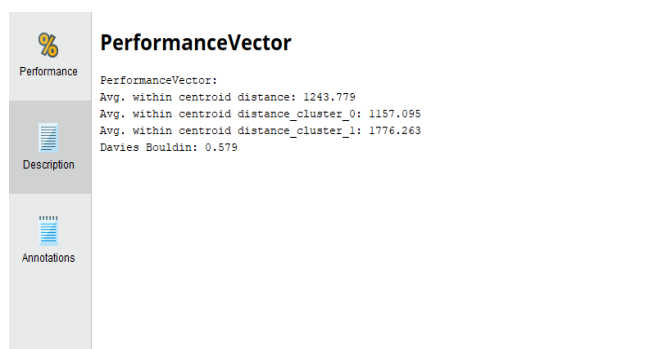 Performance
Description
Annotations
PerformanceVector
PerformanceVector:
Avg. within centroid distance: 1243.779
Avg. within centroid distance_cluster_0: 1157.095
Avg. within centroid distance_cluster_1: 1776.263
Davies Bouldin: 0.579